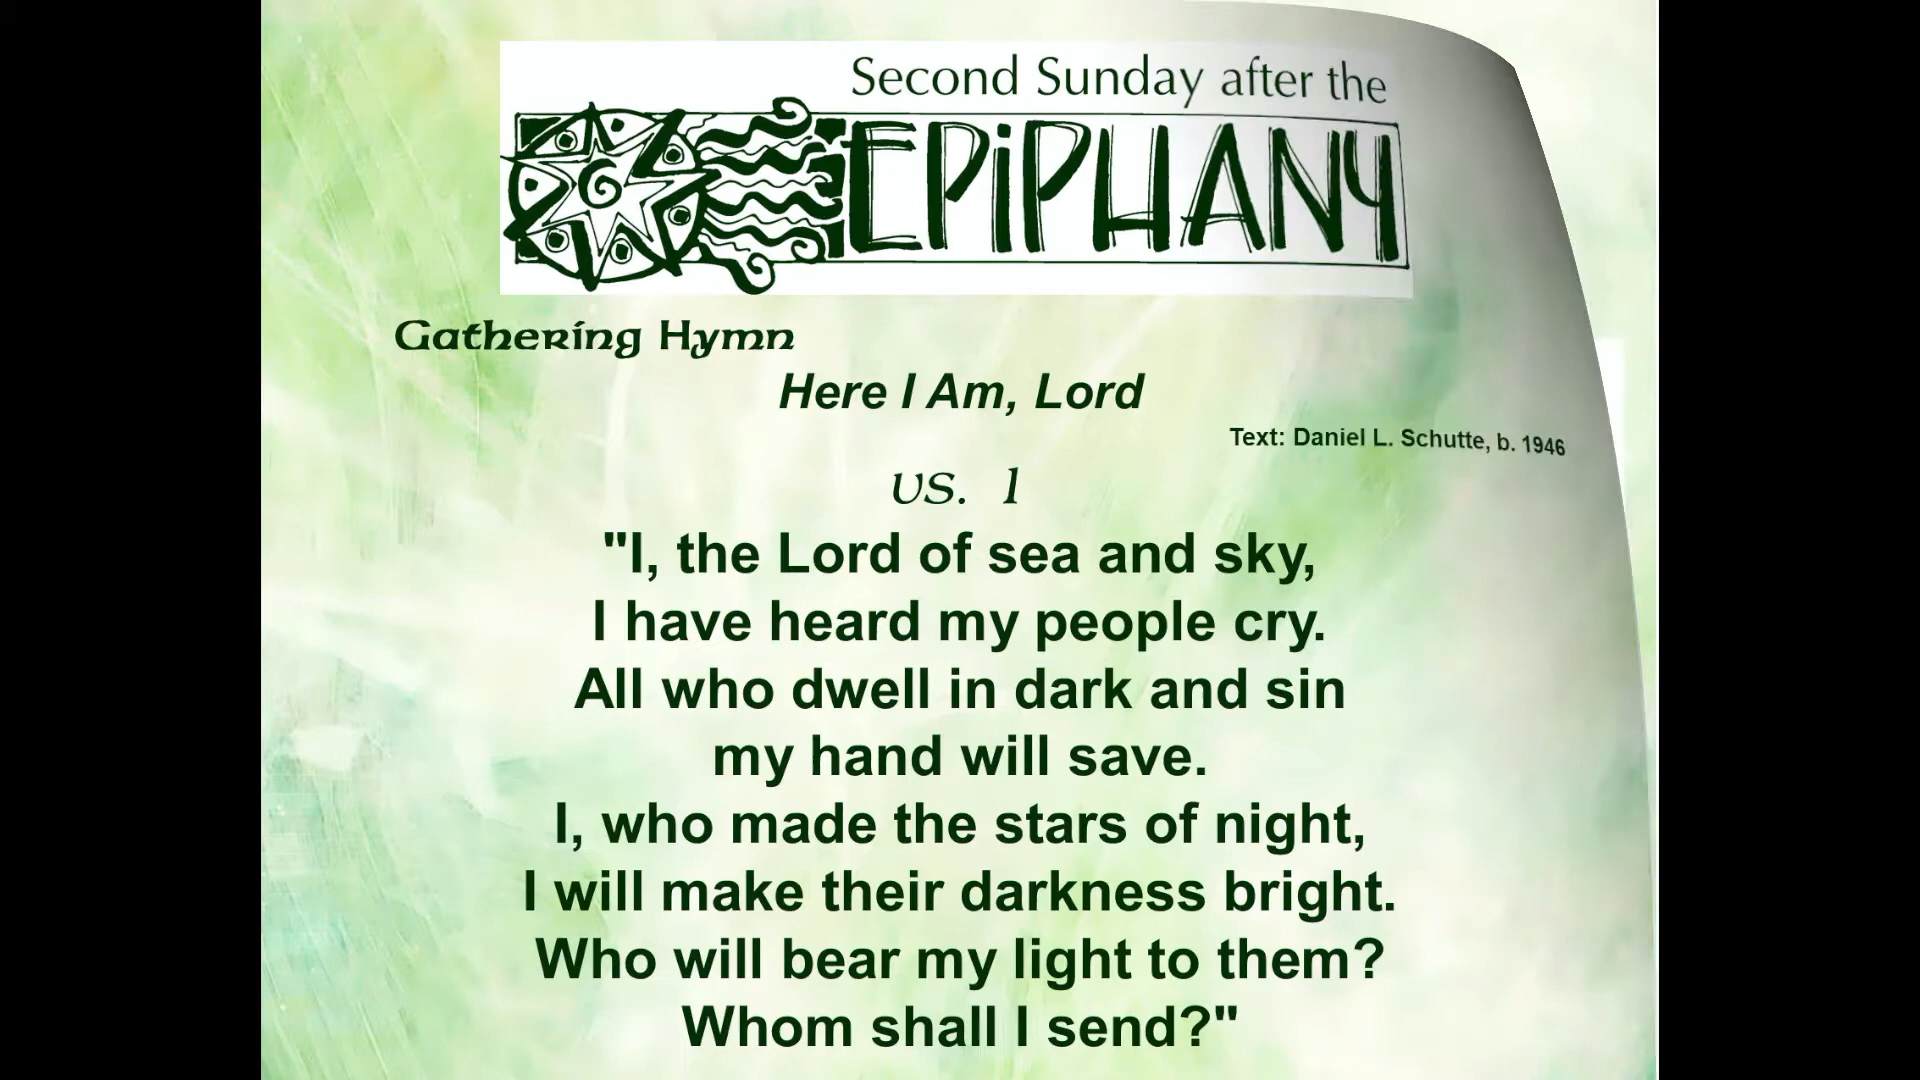 Second Sunday after the
EPiPHANY
Gathering Hymn
Here I Am, Lord
Text: Daniel L. Schutte, b. 1946
vs. 1
"I, the Lord of sea and sky,
I have heard my people cry.
All who dwell in dark and sin
my hand will save.
I, who made the stars of night,
I will make their darkness bright.
Who will bear my light to them?
Whom shall I send?"